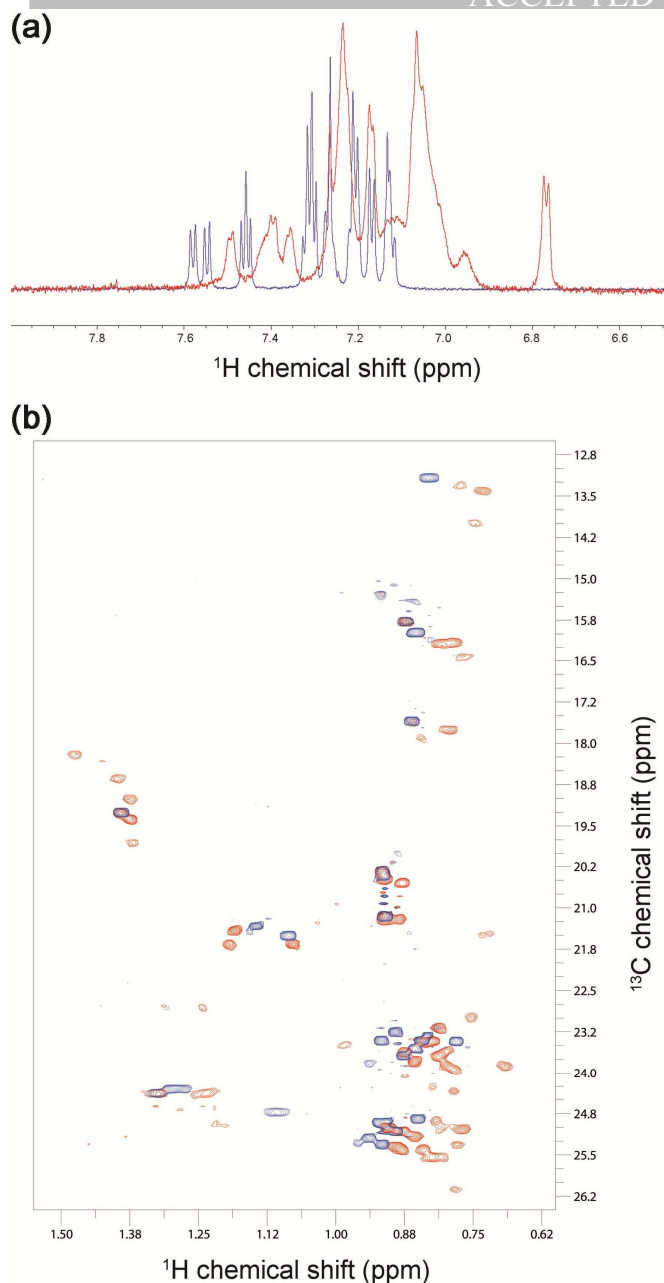 ACCEPTED
(a)
7.8 7.6 7.4 7.2 7.0 6.8 6.6
1H chemical shift (ppm)
(b)
12.8
13.5
14.2
15.0
15.8
16.5
17.2
18.0
18.8
19.5
20.2
21.0
21.8
22.5
23.2
24.0
24.8
25.5
26.2
13C chemical shift (ppm)
1.50 1.38 1.25 1.12 1.00 0.88 0.75 0.62
1H chemical shift (ppm)